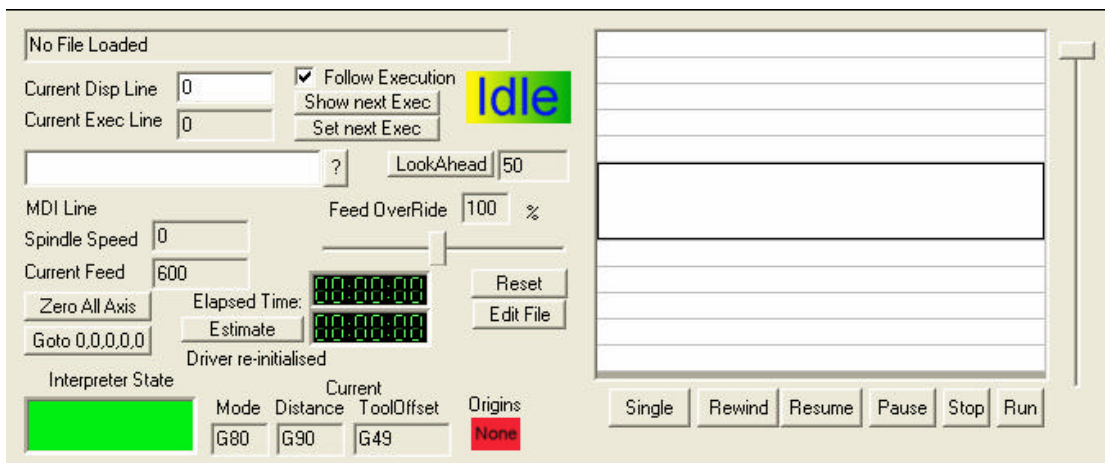 No File Loaded
Current Disp Line 0
Follow Execution
Show next Exec
Idle
Current Exec Line 0
Set next Exec
?
LookAhead 50
MDI Line
Feed OverRide 100 %
Spindle Speed 0
Current Feed 600
Zero All Axis
Elapsed Time: 00:00:00
Reset
Goto 0,0,0,0,0
Estimate 00:00:00
Edit File
Driver re-initialised
Interpreter State
Current
Mode Distance ToolOffset Origins
G80 G90 G49 None
Single Rewind Resume Pause Stop Run